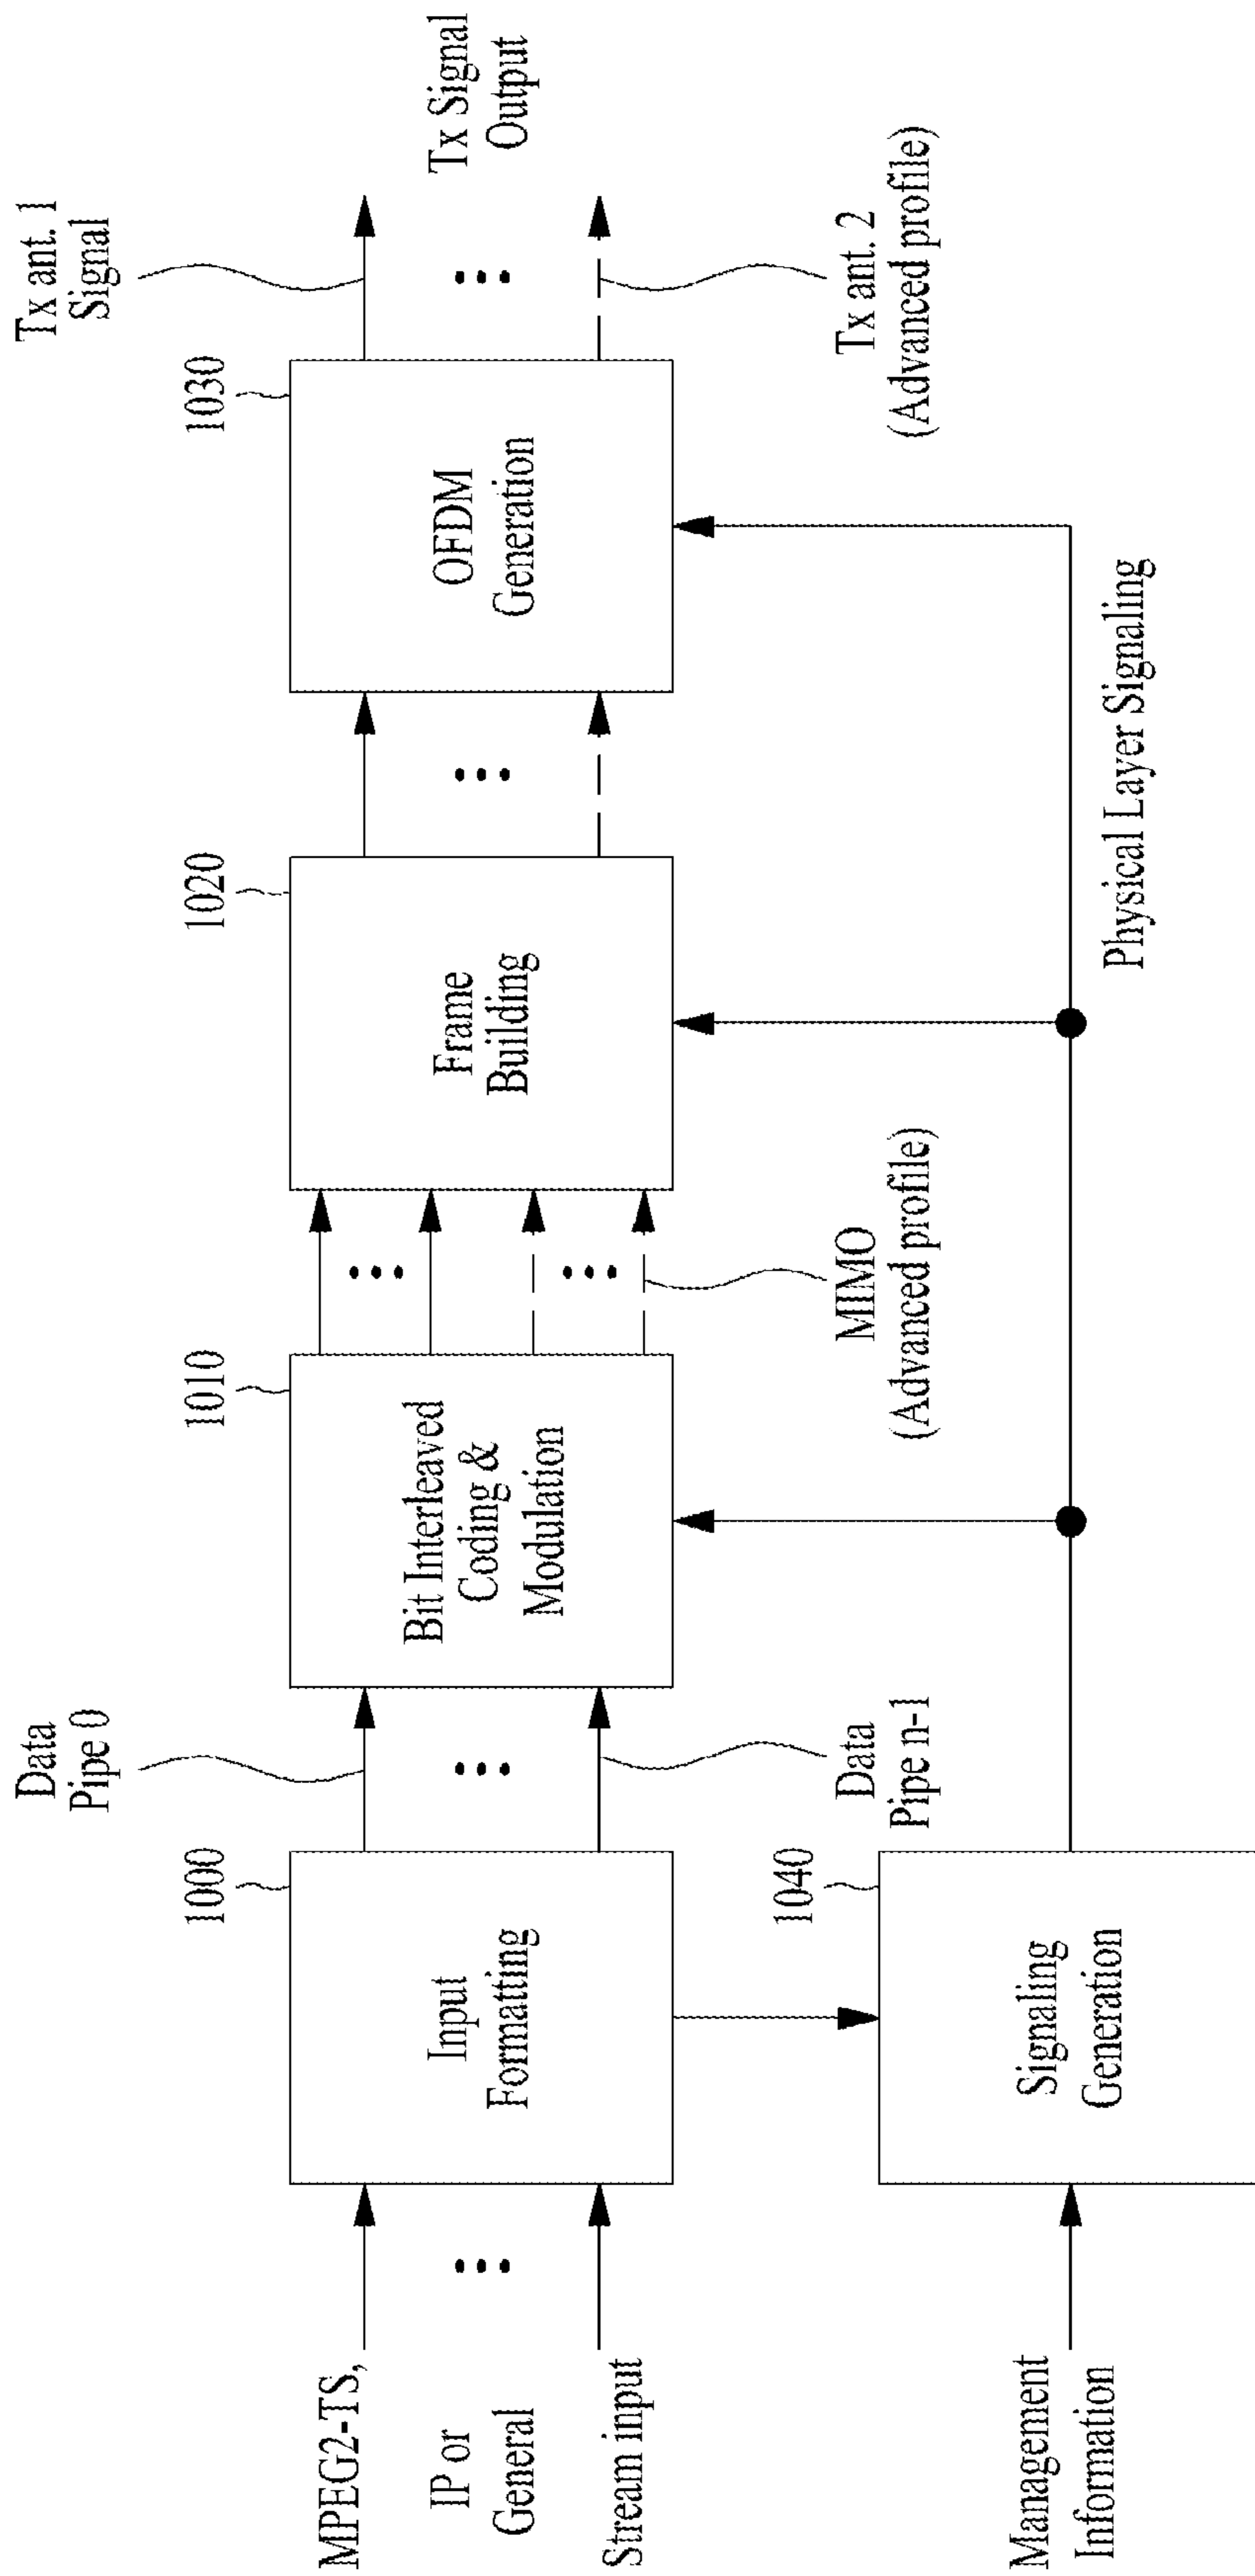 MPEG2-TS,
IP or
General
Stream input
1000
Input
Formatting
Data
Pipe 0
Data
Pipe n-1
1010
Bit Interleaved
Coding &
Modulation
MIMO
(Advanced profile)
1020
Frame
Building
1030
OFDM
Generation
Tx ant. 1
Signal
Tx Signal
Output
Tx ant. 2
(Advanced profile)
Management
Information
1040
Signaling
Generation
Physical Layer Signaling